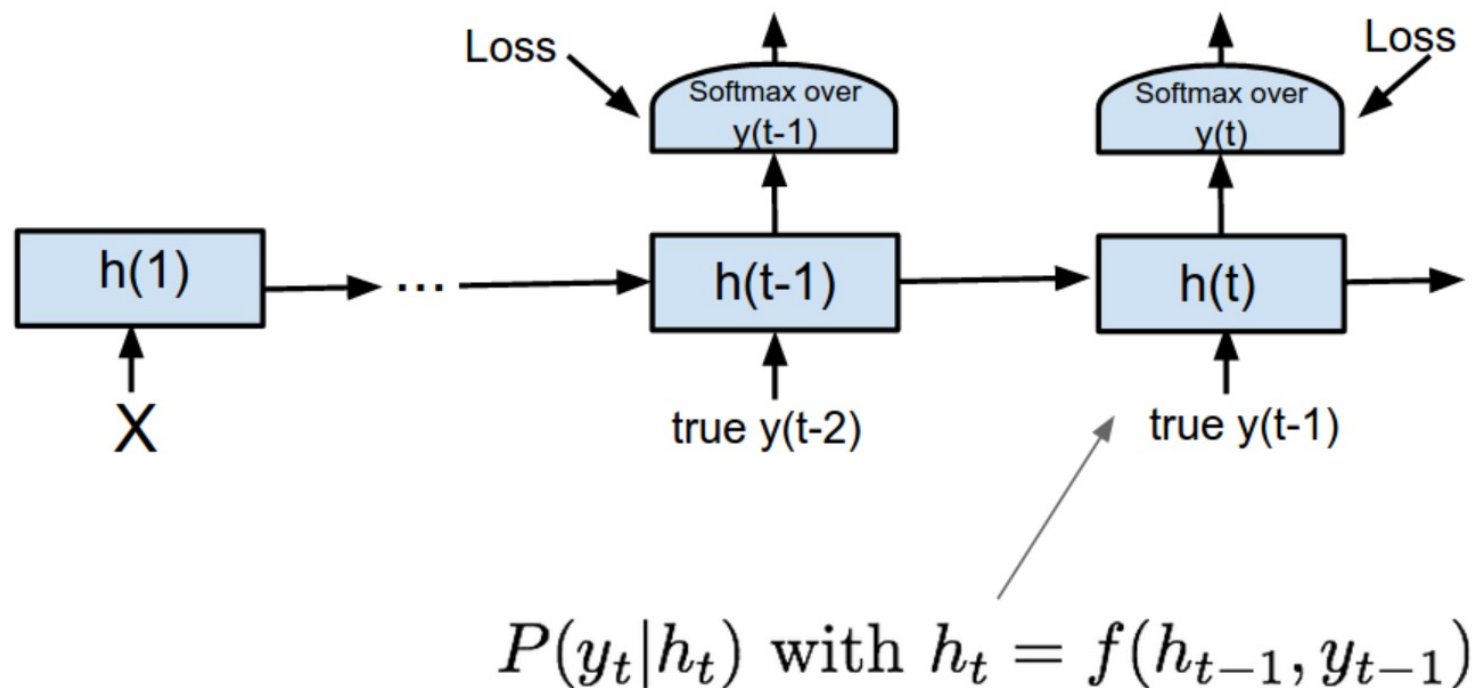 Loss
Softmax over
y(t-1)
Softmax over
y(t)
Loss
h(1)
...
h(t-1)
h(t)
X
true y(t-2)
true y(t-1)
P(y_t|h_t) with h_t = f(h_{t-1}, y_{t-1})